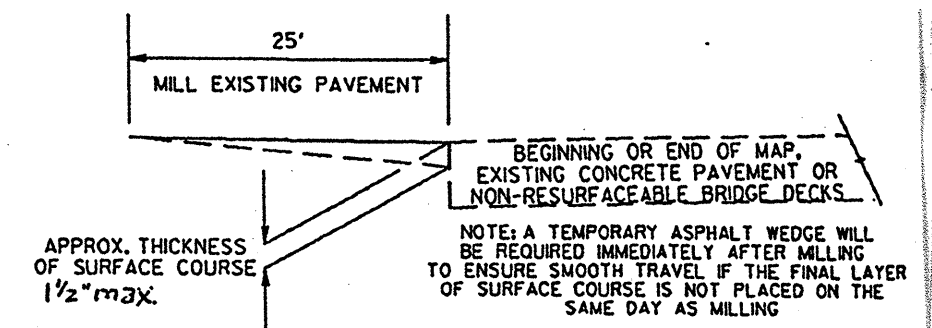 25'
MILL EXISTING PAVEMENT
BEGINNING OR END OF MAP,
EXISTING CONCRETE PAVEMENT OR
NON-RESURFACEABLE BRIDGE DECKS
APPROX. THICKNESS
OF SURFACE COURSE
1 1/2" max.
NOTE: A TEMPORARY ASPHALT WEDGE WILL
BE REQUIRED IMMEDIATELY AFTER MILLING
TO ENSURE SMOOTH TRAVEL IF THE FINAL LAYER
OF SURFACE COURSE IS NOT PLACED ON THE
SAME DAY AS MILLING